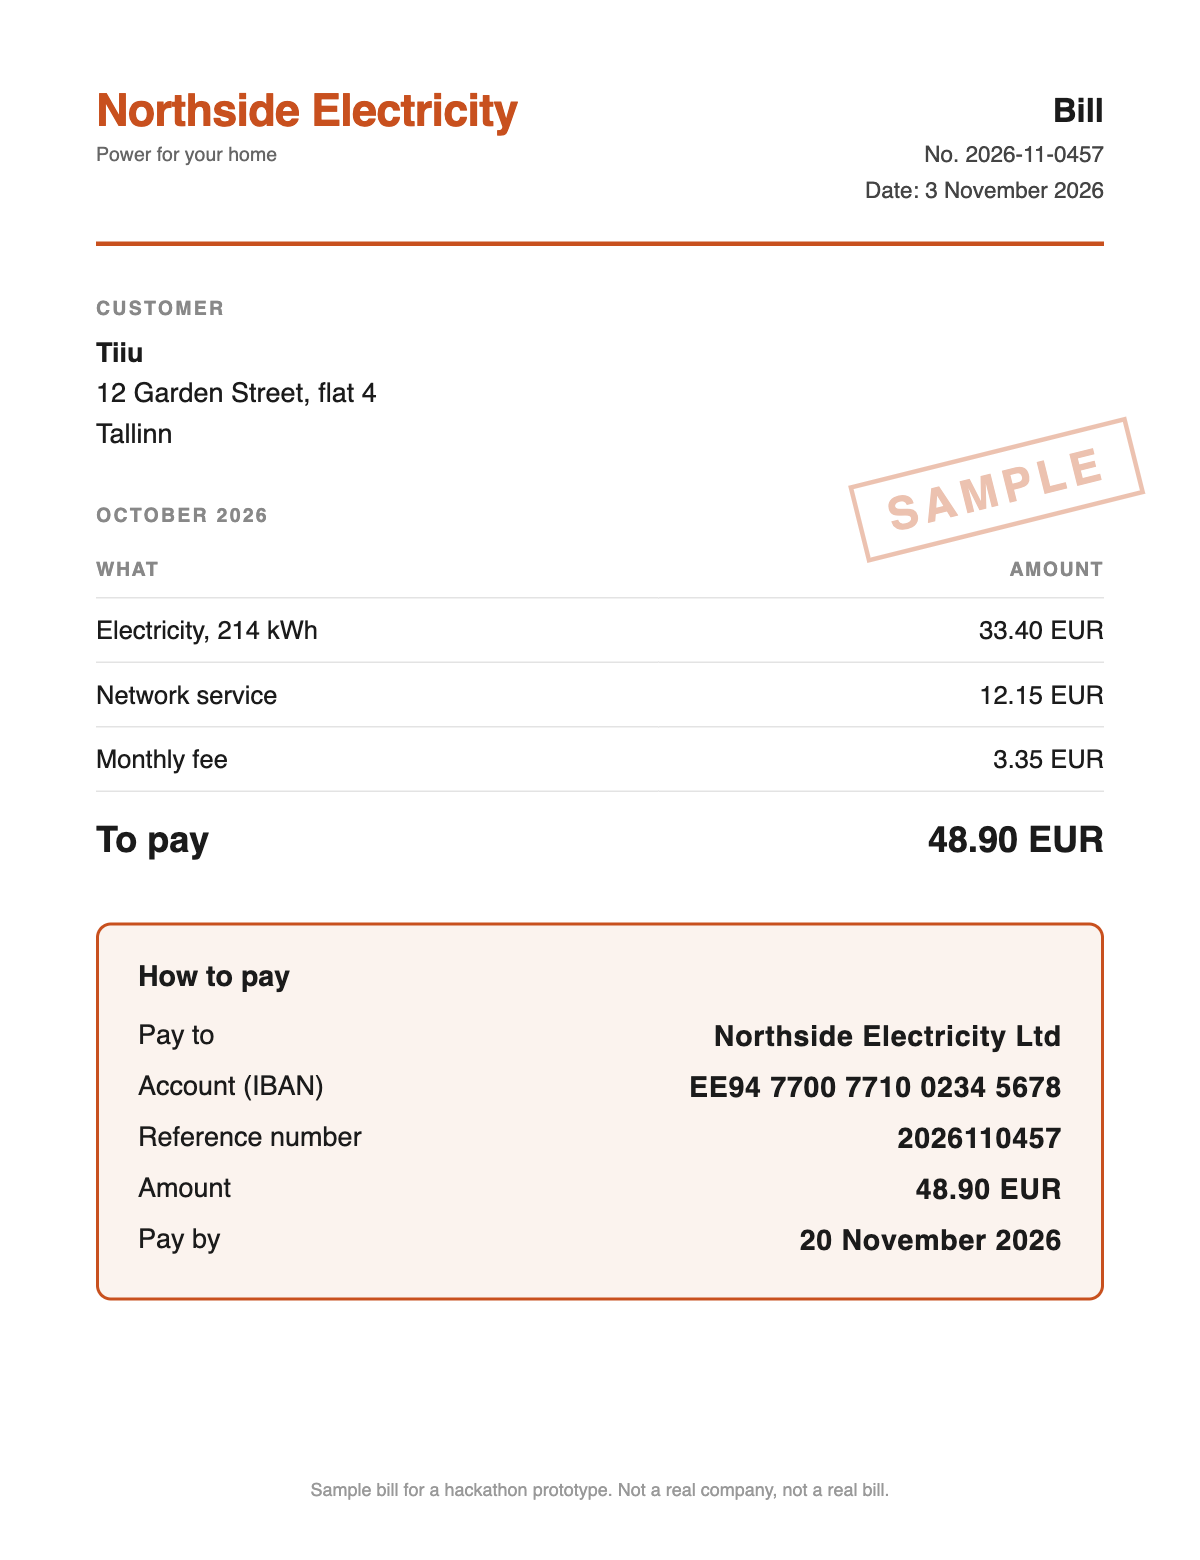 Northside Electricity
Power for your home
Bill
No. 2026-11-0457
Date: 3 November 2026
CUSTOMER
Tiiu
12 Garden Street, flat 4
Tallinn
SAMPLE
OCTOBER 2026
WHAT AMOUNT
Electricity, 214 kWh 33.40 EUR
Network service 12.15 EUR
Monthly fee 3.35 EUR
To pay 48.90 EUR
How to pay
Pay to Northside Electricity Ltd
Account (IBAN) EE94 7700 7710 0234 5678
Reference number 2026110457
Amount 48.90 EUR
Pay by 20 November 2026
Sample bill for a hackathon prototype. Not a real company, not a real bill.